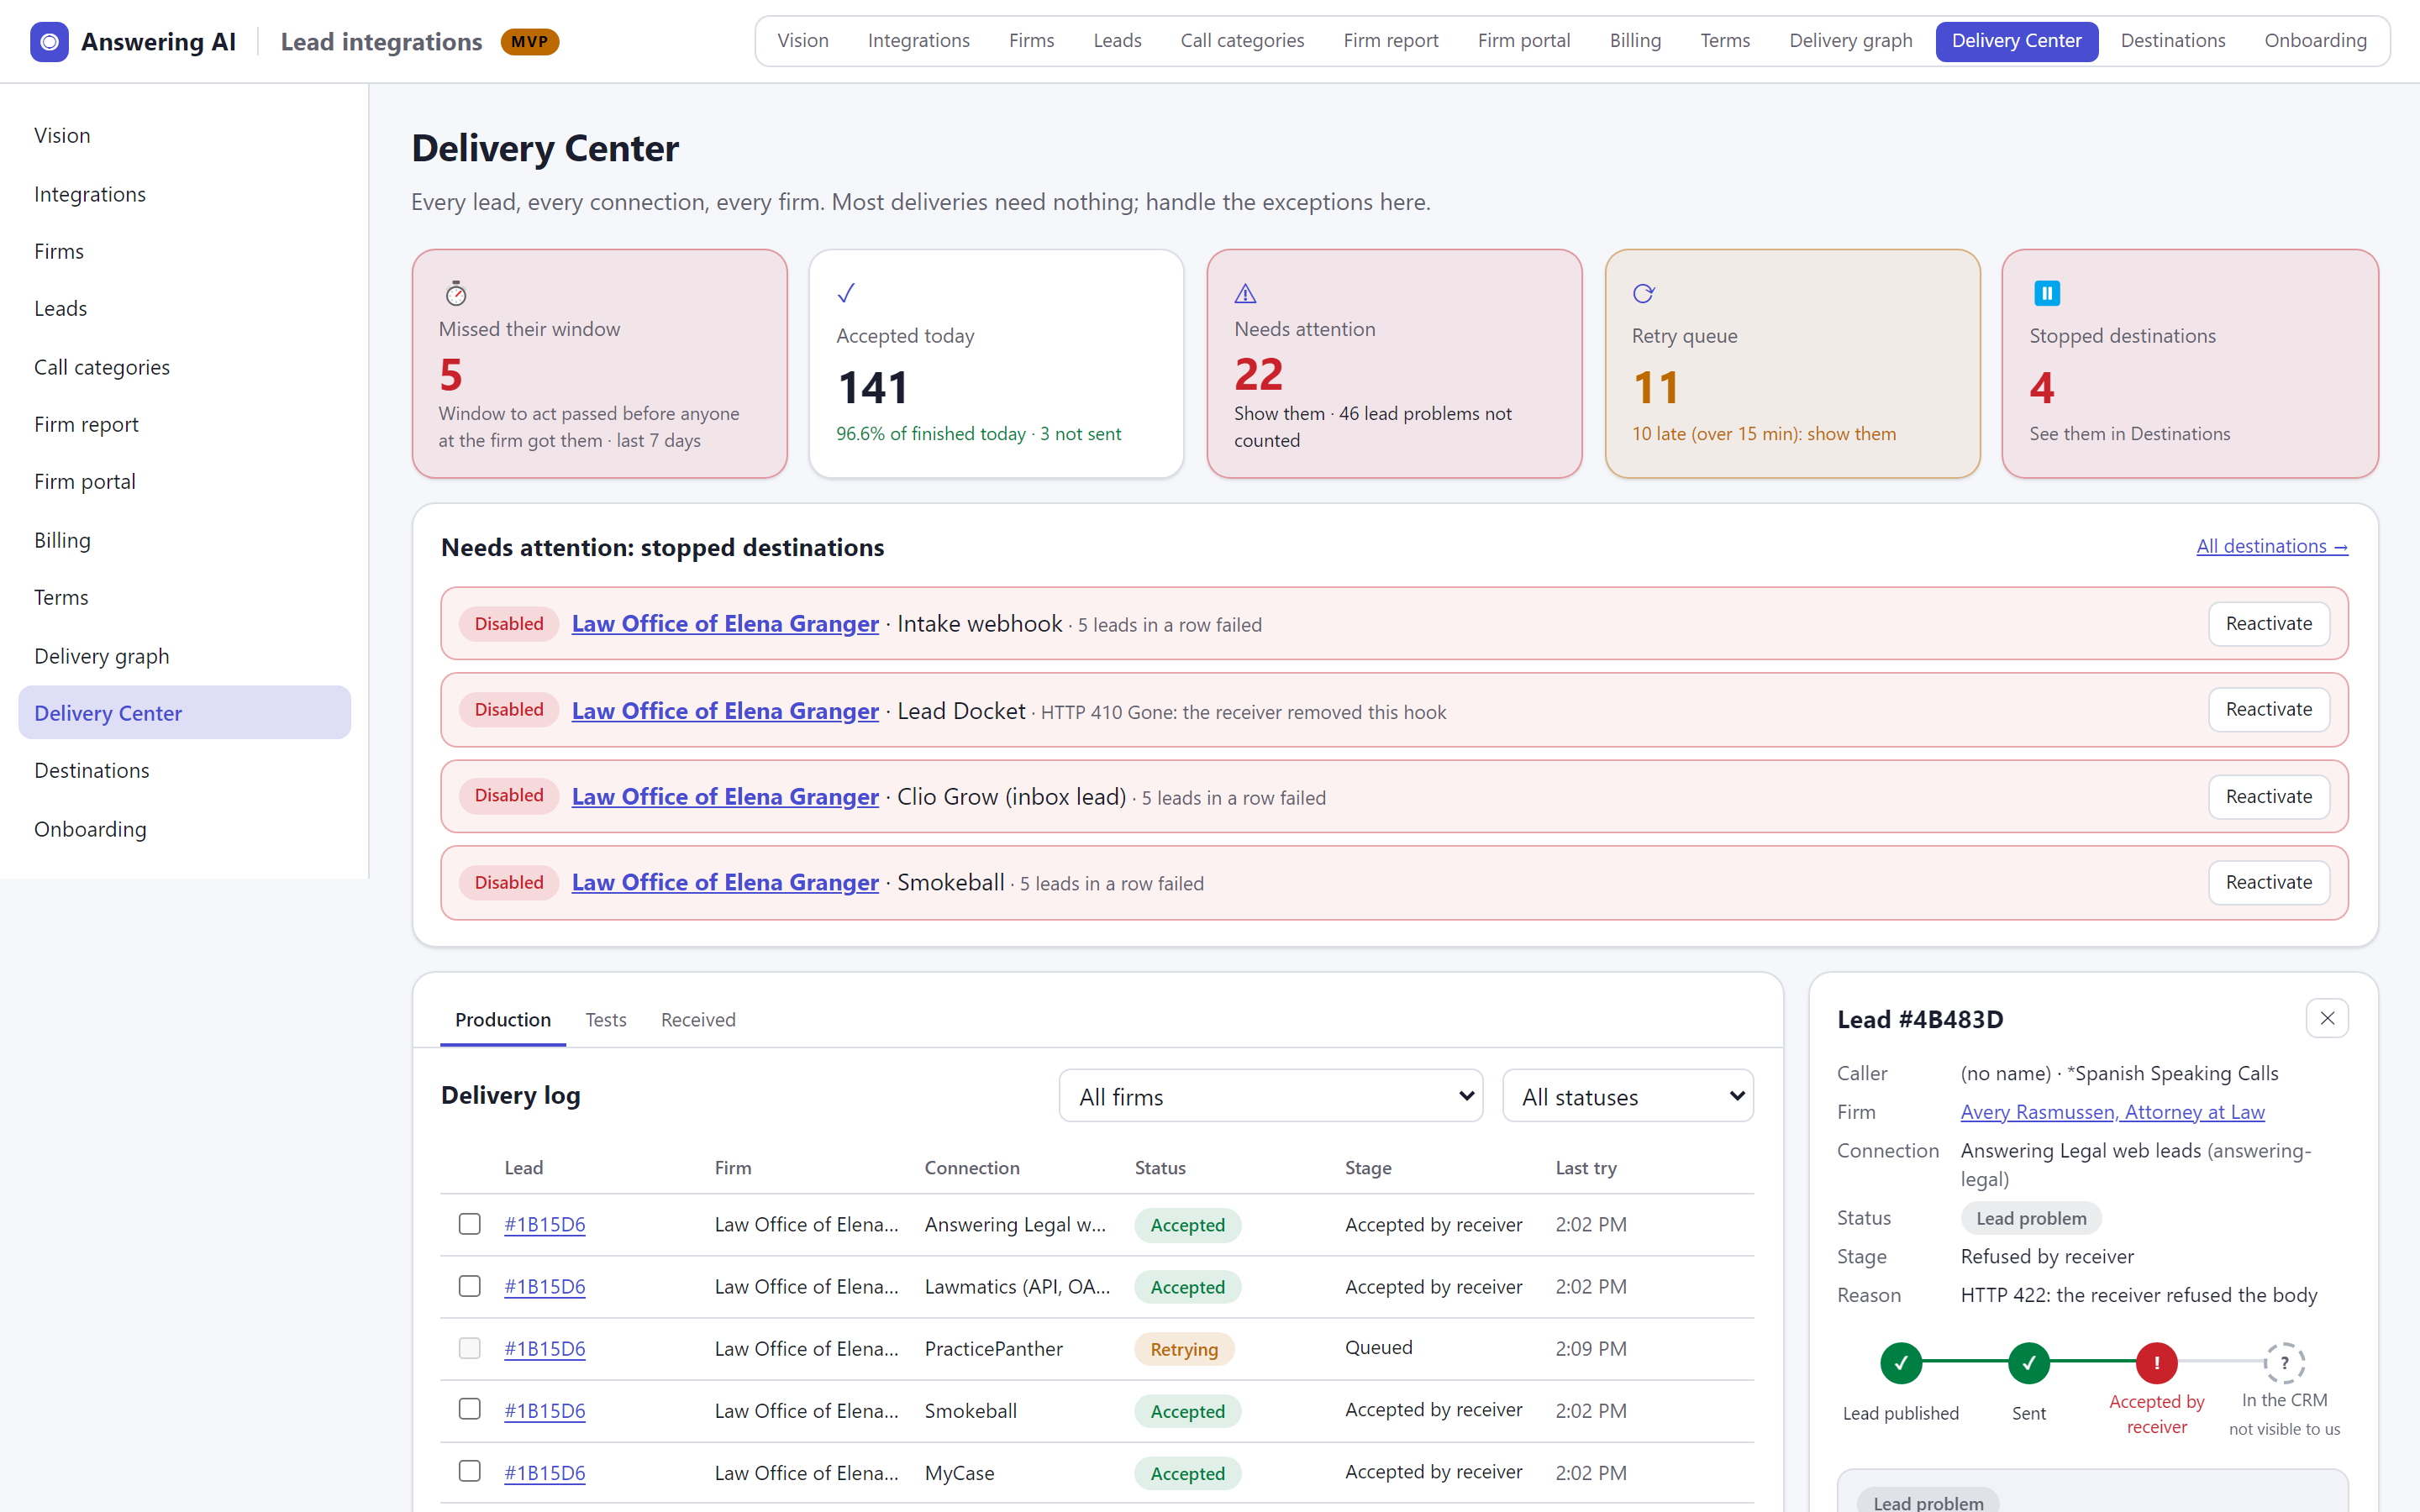 Answering AI
Lead integrations
MVP
Vision
Integrations
Firms
Leads
Call categories
Firm report
Firm portal
Billing
Terms
Delivery graph
Delivery Center
Destinations
Onboarding
Vision
Integrations
Firms
Leads
Call categories
Firm report
Firm portal
Billing
Terms
Delivery graph
Delivery Center
Destinations
Onboarding
Delivery Center
Every lead, every connection, every firm. Most deliveries need nothing; handle the exceptions here.
Missed their window
5
Window to act passed before anyone
at the firm got them · last 7 days
Accepted today
141
96.6% of finished today · 3 not sent
Needs attention
22
Show them · 46 lead problems not
counted
Retry queue
11
10 late (over 15 min): show them
Stopped destinations
4
See them in Destinations
Needs attention: stopped destinations
All destinations →
Disabled Law Office of Elena Granger · Intake webhook · 5 leads in a row failed Reactivate
Disabled Law Office of Elena Granger · Lead Docket · HTTP 410 Gone: the receiver removed this hook Reactivate
Disabled Law Office of Elena Granger · Clio Grow (inbox lead) · 5 leads in a row failed Reactivate
Disabled Law Office of Elena Granger · Smokeball · 5 leads in a row failed Reactivate
Production Tests Received
Delivery log
All firms
All statuses
Lead Firm Connection Status Stage Last try
#1B15D6 Law Office of Elena... Answering Legal w... Accepted Accepted by receiver 2:02 PM
#1B15D6 Law Office of Elena... Lawmatics (API, OA... Accepted Accepted by receiver 2:02 PM
#1B15D6 Law Office of Elena... PracticePanther Retrying Queued 2:09 PM
#1B15D6 Law Office of Elena... Smokeball Accepted Accepted by receiver 2:02 PM
#1B15D6 Law Office of Elena... MyCase Accepted Accepted by receiver 2:02 PM
Lead #4B483D
Caller (no name) · *Spanish Speaking Calls
Firm Avery Rasmussen, Attorney at Law
Connection Answering Legal web leads (answering-
legal)
Status Lead problem
Stage Refused by receiver
Reason HTTP 422: the receiver refused the body
Lead published
Sent
Accepted by
receiver
In the CRM
not visible to us
Lead problem